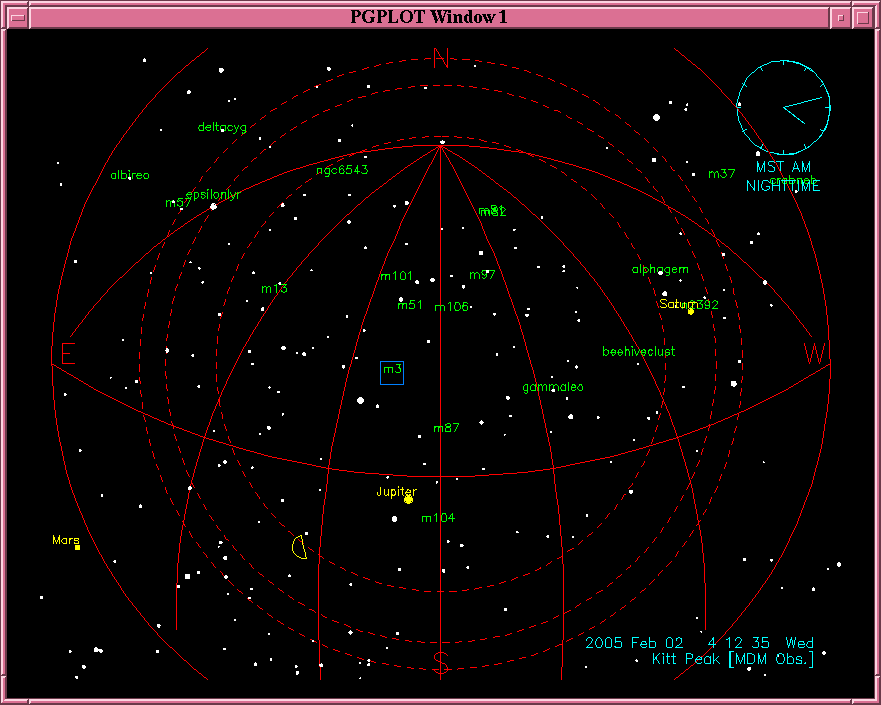 PGPLOT Window 1
N
deltacyg
MST AM
NIGHTTIME
ngc6543
albireo
m37
crabneb
epsilonlyr
m57
m81
m82
alphagem
m101
m97
m13
Saturn
m51
m106
E
W
beehiveclust
m3
gammaleo
m87
Jupiter
m104
Mars
2005 Feb 02 4 12 35 Wed
S
Kitt Peak [MDM Obs.]